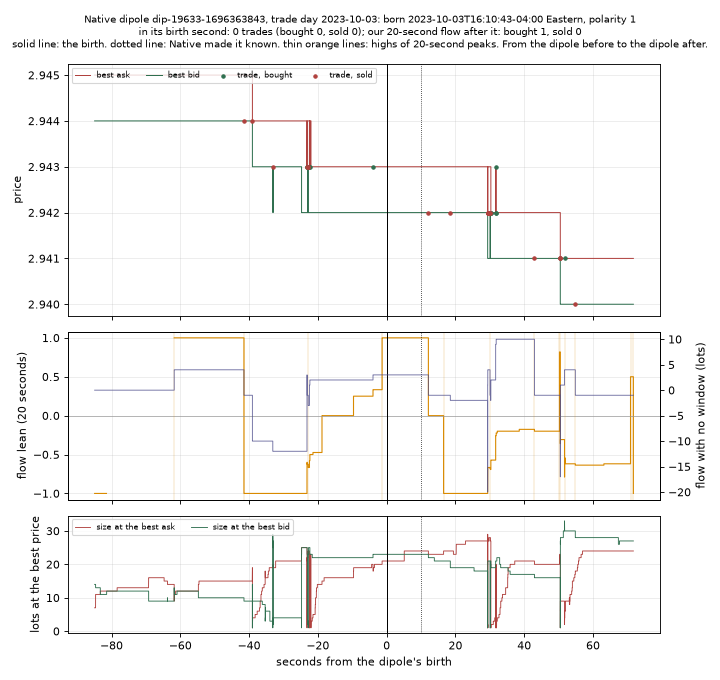 Native dipole dip-19633-1696363843, trade day 2023-10-03: born 2023-10-03T16:10:43-04:00 Eastern, polarity 1
in its birth second: 0 trades (bought 0, sold 0); our 20-second flow after it: bought 1, sold 0
solid line: the birth. dotted line: Native made it known. thin orange lines: highs of 20-second peaks. From the dipole before to the dipole after.
best ask
best bid
trade, bought
trade, sold
2.945
2.944
2.943
2.942
2.941
2.940
price
1.0
0.5
0.0
−0.5
−1.0
flow lean (20 seconds)
10
5
0
−5
−10
−15
−20
flow with no window (lots)
size at the best ask
size at the best bid
30
20
10
0
lots at the best price
−80
−60
−40
−20
0
20
40
60
seconds from the dipole's birth